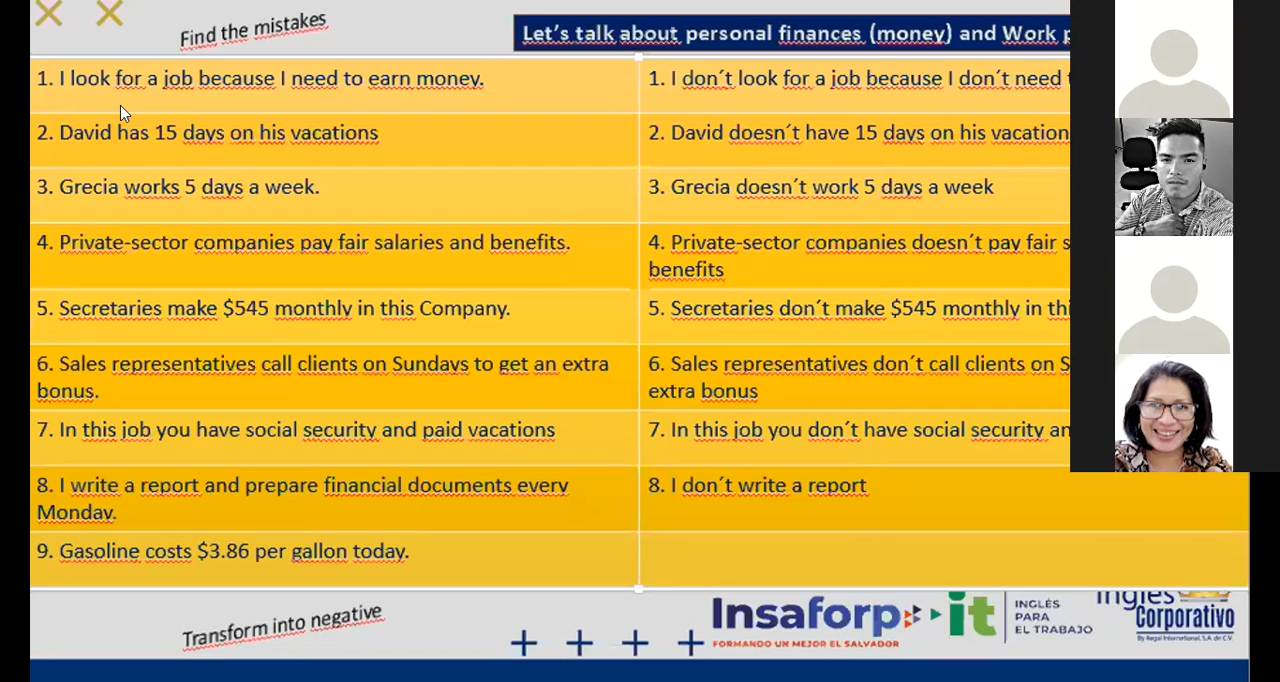 Find the mistakes
Let's talk about personal finances (money) and Work
1. I look for a job because I need to earn money.
1. I don´t look for a job because I don´t need
2. David has 15 days on his vacations
2. David doesn´t have 15 days on his vacation
3. Grecia works 5 days a week.
3. Grecia doesn´t work 5 days a week
4. Private-sector companies pay fair salaries and benefits.
4. Private-sector companies doesn´t pay fair
benefits
5. Secretaries make $545 monthly in this Company.
5. Secretaries don´t make $545 monthly in
6. Sales representatives call clients on Sundays to get an extra
bonus.
6. Sales representatives don´t call clients on
extra bonus
7. In this job you have social security and paid vacations
7. In this job you don´t have social security
8. I write a report and prepare financial documents every
Monday.
8. I don´t write a report
9. Gasoline costs $3.86 per gallon today.
Transform into negative
Insaforp
FORMANDO UN MEJOR EL SALVADOR
it
INGLÉS
PARA
EL TRABAJO
Inglés
Corporativo
By Regal International, S.A. de C.V.